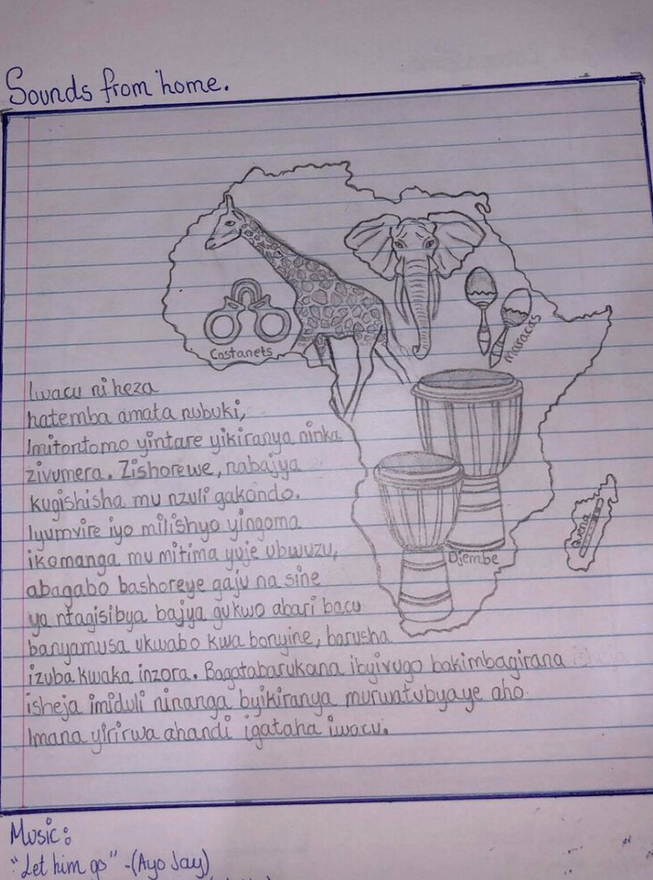 Sounds from home.
Castanets
Maracas
Iwacu ni heza
hatemba amata nubuki,
Imitontomo yintare yikiranya ninka
zivumera. Zishorewe, nabajya
kugishisha mu nzuli gakondo.
Iyumvire iyo milishyo yingoma
ikomanga mu mitima yuje ubwuzu,
abagabo bashoreye gaju na sine
ya ntagisibya bajya gukwo abari bacu
banyamusa ukwabo kwa bonyine, barusha
izuba kwaka inzora. Bagatabarukana ibyivugo bakimbagirana
isheja imiduli ninanga byikiranya murwatubyaye aho
Imana yirirwa ahandi igataha iwacu.
Djembe
Music:
"Let him go" -(Ayo Jay)